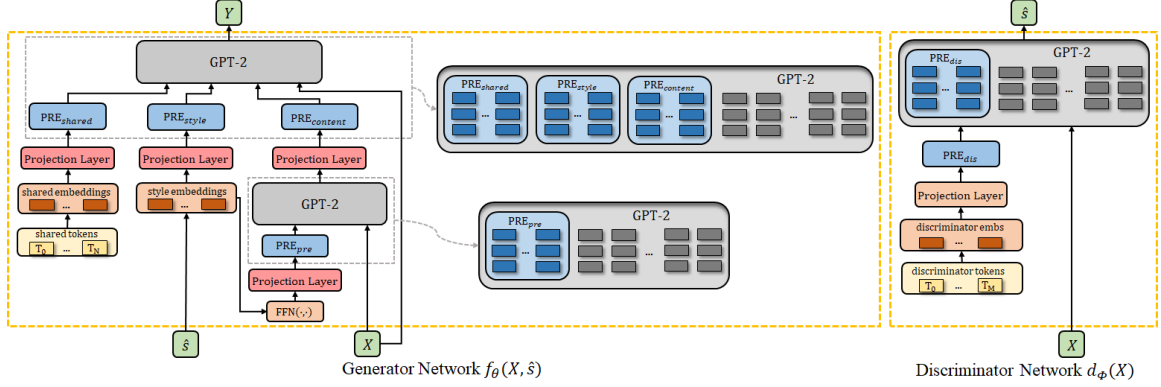 Y
GPT-2
PRE_shared
PRE_style
PRE_content
Projection Layer
Projection Layer
Projection Layer
shared embeddings
...
style embeddings
...
GPT-2
shared tokens
T_0 ... T_N
PRE_pre
Projection Layer
FFN(·,·)
ŝ
X
GPT-2
PRE_shared
...
PRE_style
...
PRE_content
...
...
GPT-2
PRE_pre
...
...
Generator Network f_θ(X, ŝ)
ŝ
GPT-2
PRE_dis
...
...
PRE_dis
Projection Layer
discriminator embs
...
discriminator tokens
T_0 ... T_M
X
Discriminator Network d_Φ(X)